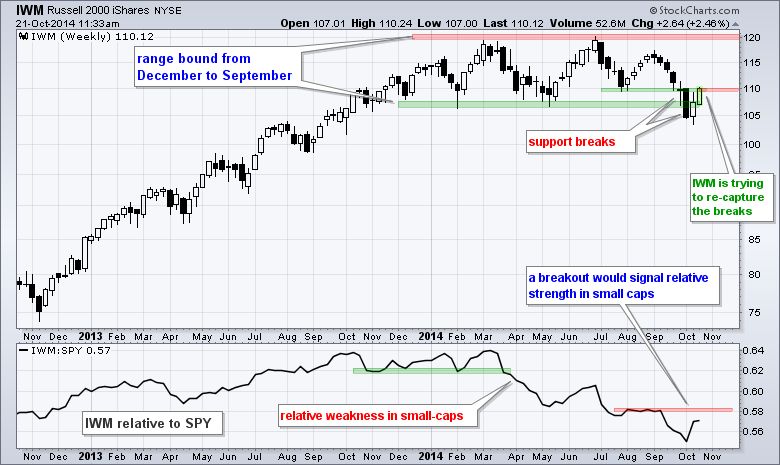 IWM Russell 2000 iShares NYSE © StockCharts.com
21-Oct-2014 11:33am Open 107.01 High 110.24 Low 107.00 Last 110.12 Volume 52.6M Chg +2.64 (+2.46%)
IWM (Weekly) 110.12
range bound from
December to September
120
115
110
105
100
95
85
80
75
support breaks
IWM is trying
to re-capture
the breaks
a breakout would signal relative
strength in small caps
Nov Dec 2013 Feb Mar Apr May Jun Jul Aug Sep Oct Nov Dec 2014 Feb Mar Apr May Jun Jul Aug Sep Oct Nov
IWM:SPY 0.57
0.64
0.62
0.60
0.58
0.56
relative weakness in small-caps
IWM relative to SPY
Nov Dec 2013 Feb Mar Apr May Jun Jul Aug Sep Oct Nov Dec 2014 Feb Mar Apr May Jun Jul Aug Sep Oct Nov